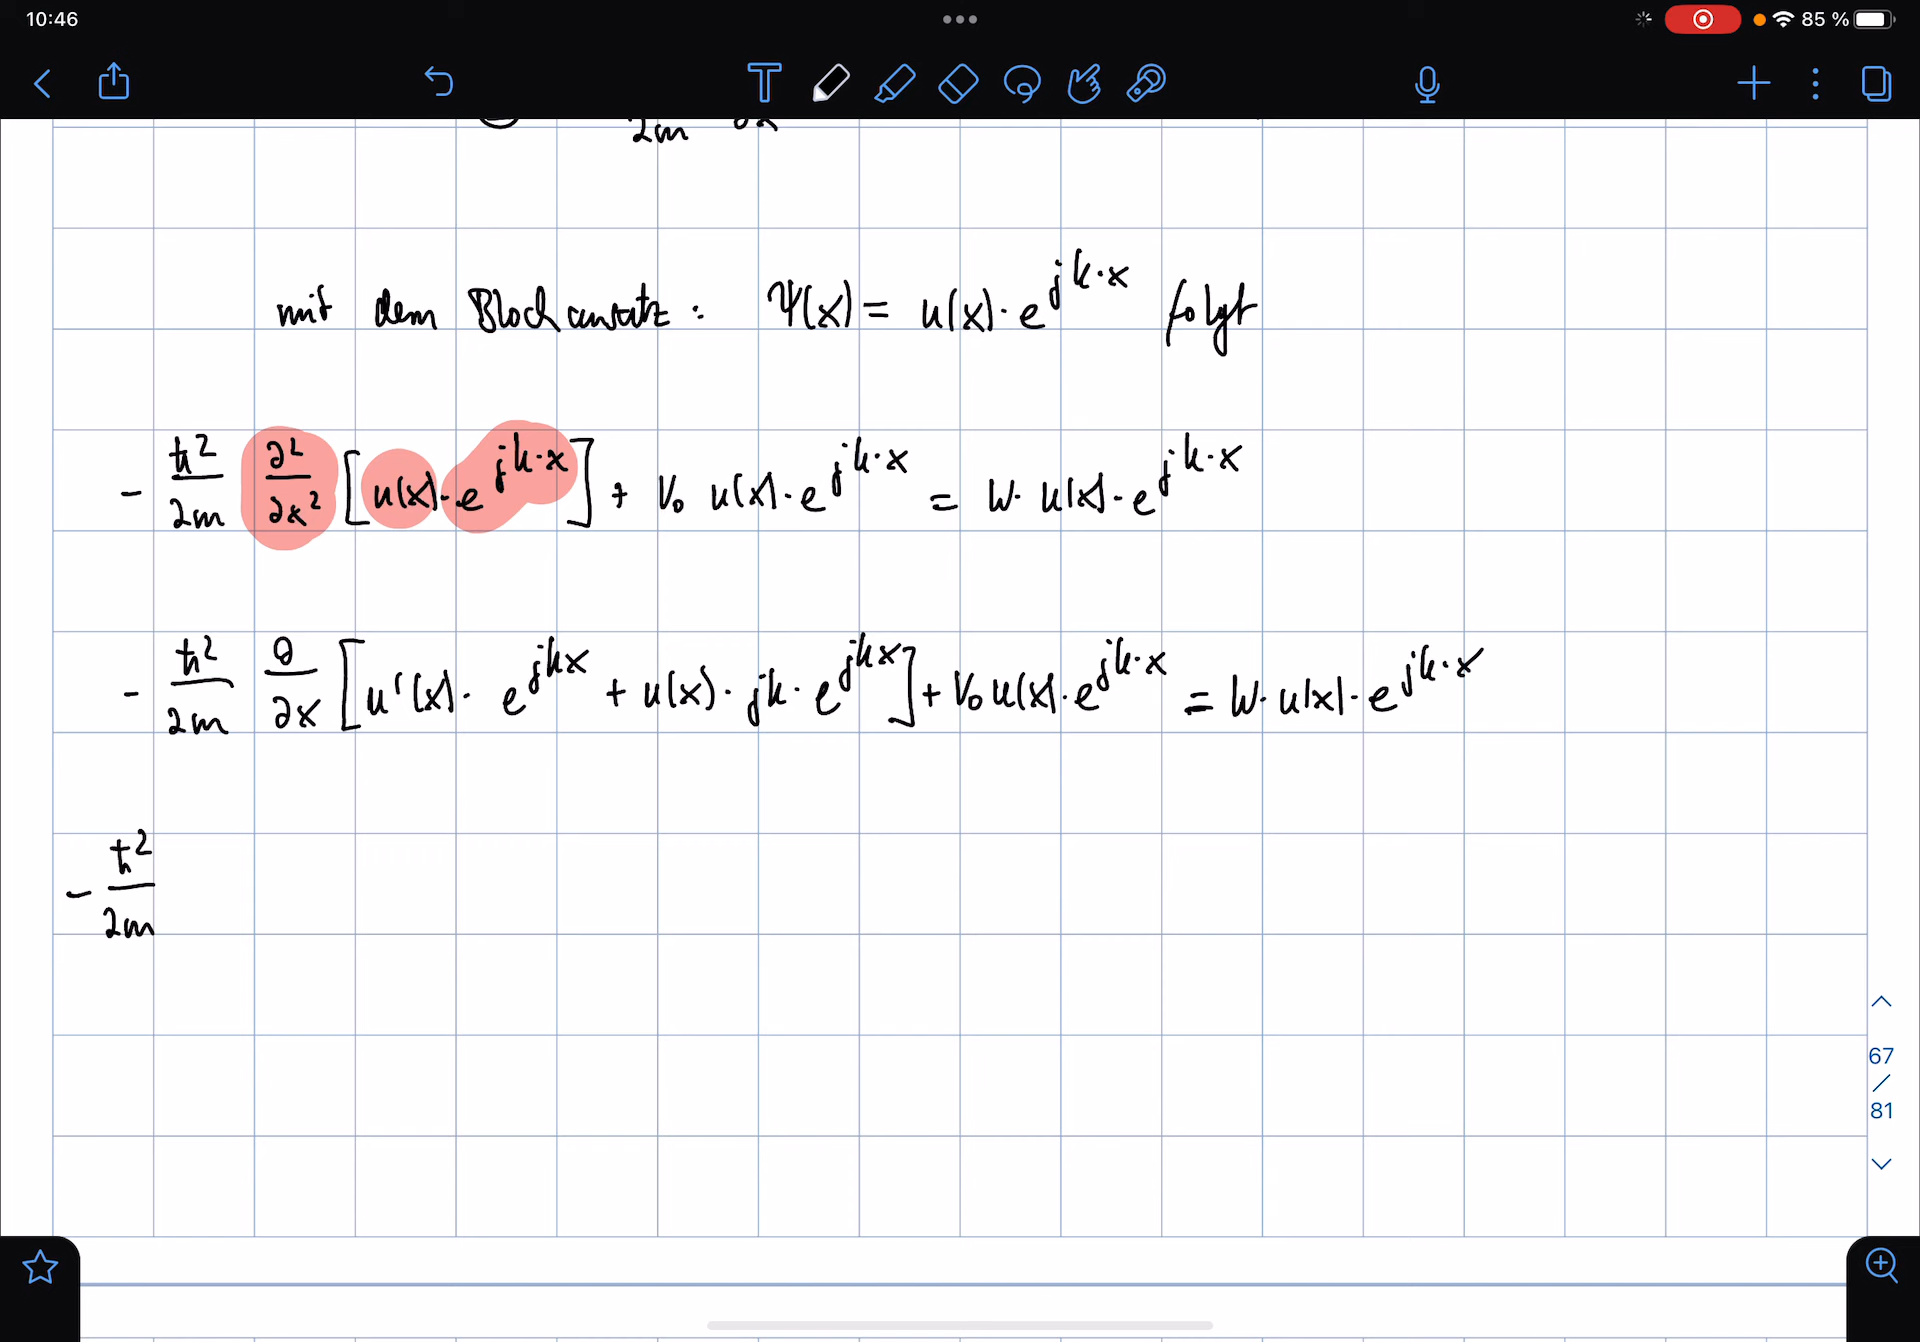 10:46
85 %
2m ∂x
mit dem Blochansatz : Ψ(x) = u(x) · e^{jk·x} folgt
- ħ²/2m ∂²/∂x² [u(x) · e^{jk·x}] + V₀ u(x) · e^{jk·x} = W · u(x) · e^{jk·x}
- ħ²/2m ∂/∂x [u'(x) · e^{jkx} + u(x) · jk · e^{jkx}] + V₀ u(x) · e^{jk·x} = W · u(x) · e^{jk·x}
- ħ²/2m
67
/
81